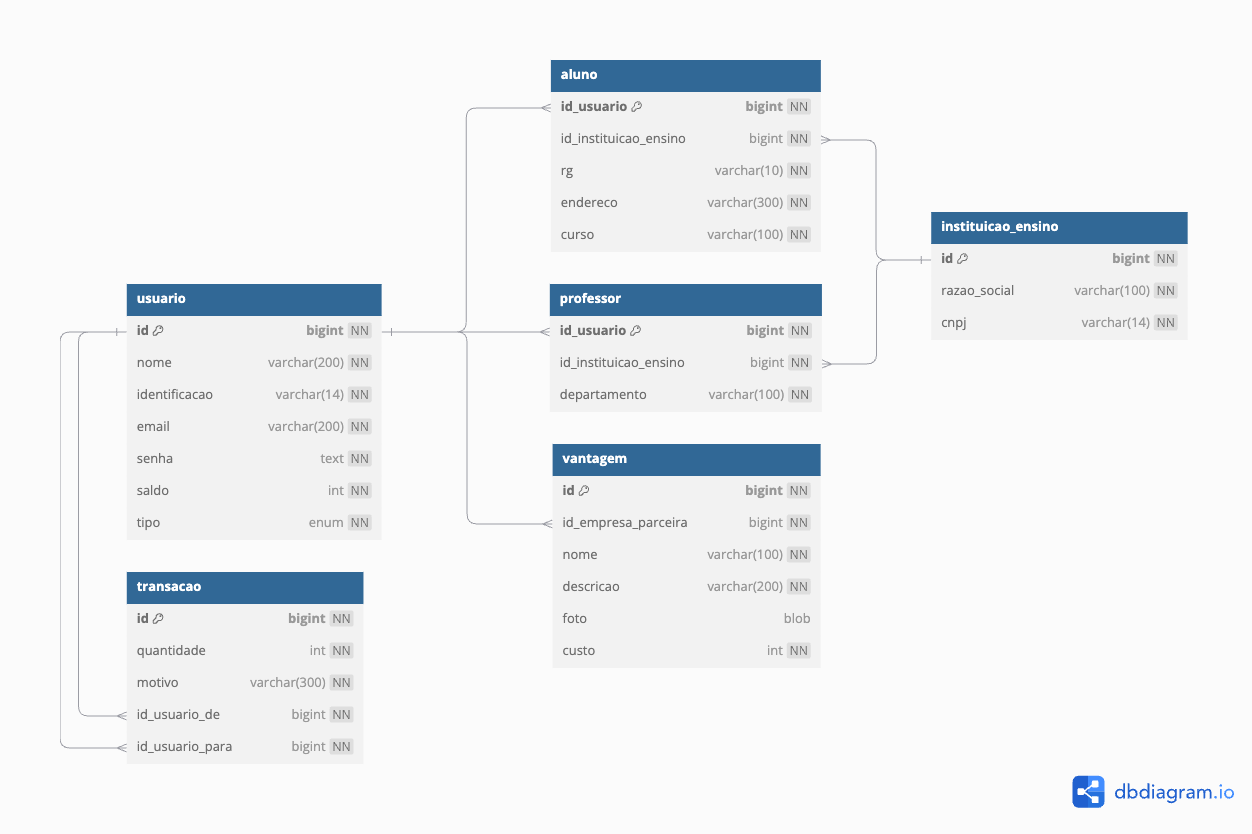 aluno
id_usuario bigint NN
id_instituicao_ensino bigint NN
rg varchar(10) NN
endereco varchar(300) NN
curso varchar(100) NN
instituicao_ensino
id bigint NN
razao_social varchar(100) NN
cnpj varchar(14) NN
usuario
id bigint NN
nome varchar(200) NN
identificacao varchar(14) NN
email varchar(200) NN
senha text NN
saldo int NN
tipo enum NN
professor
id_usuario bigint NN
id_instituicao_ensino bigint NN
departamento varchar(100) NN
vantagem
id bigint NN
id_empresa_parceira bigint NN
nome varchar(100) NN
descricao varchar(200) NN
foto blob
custo int NN
transacao
id bigint NN
quantidade int NN
motivo varchar(300) NN
id_usuario_de bigint NN
id_usuario_para bigint NN
dbdiagram.io